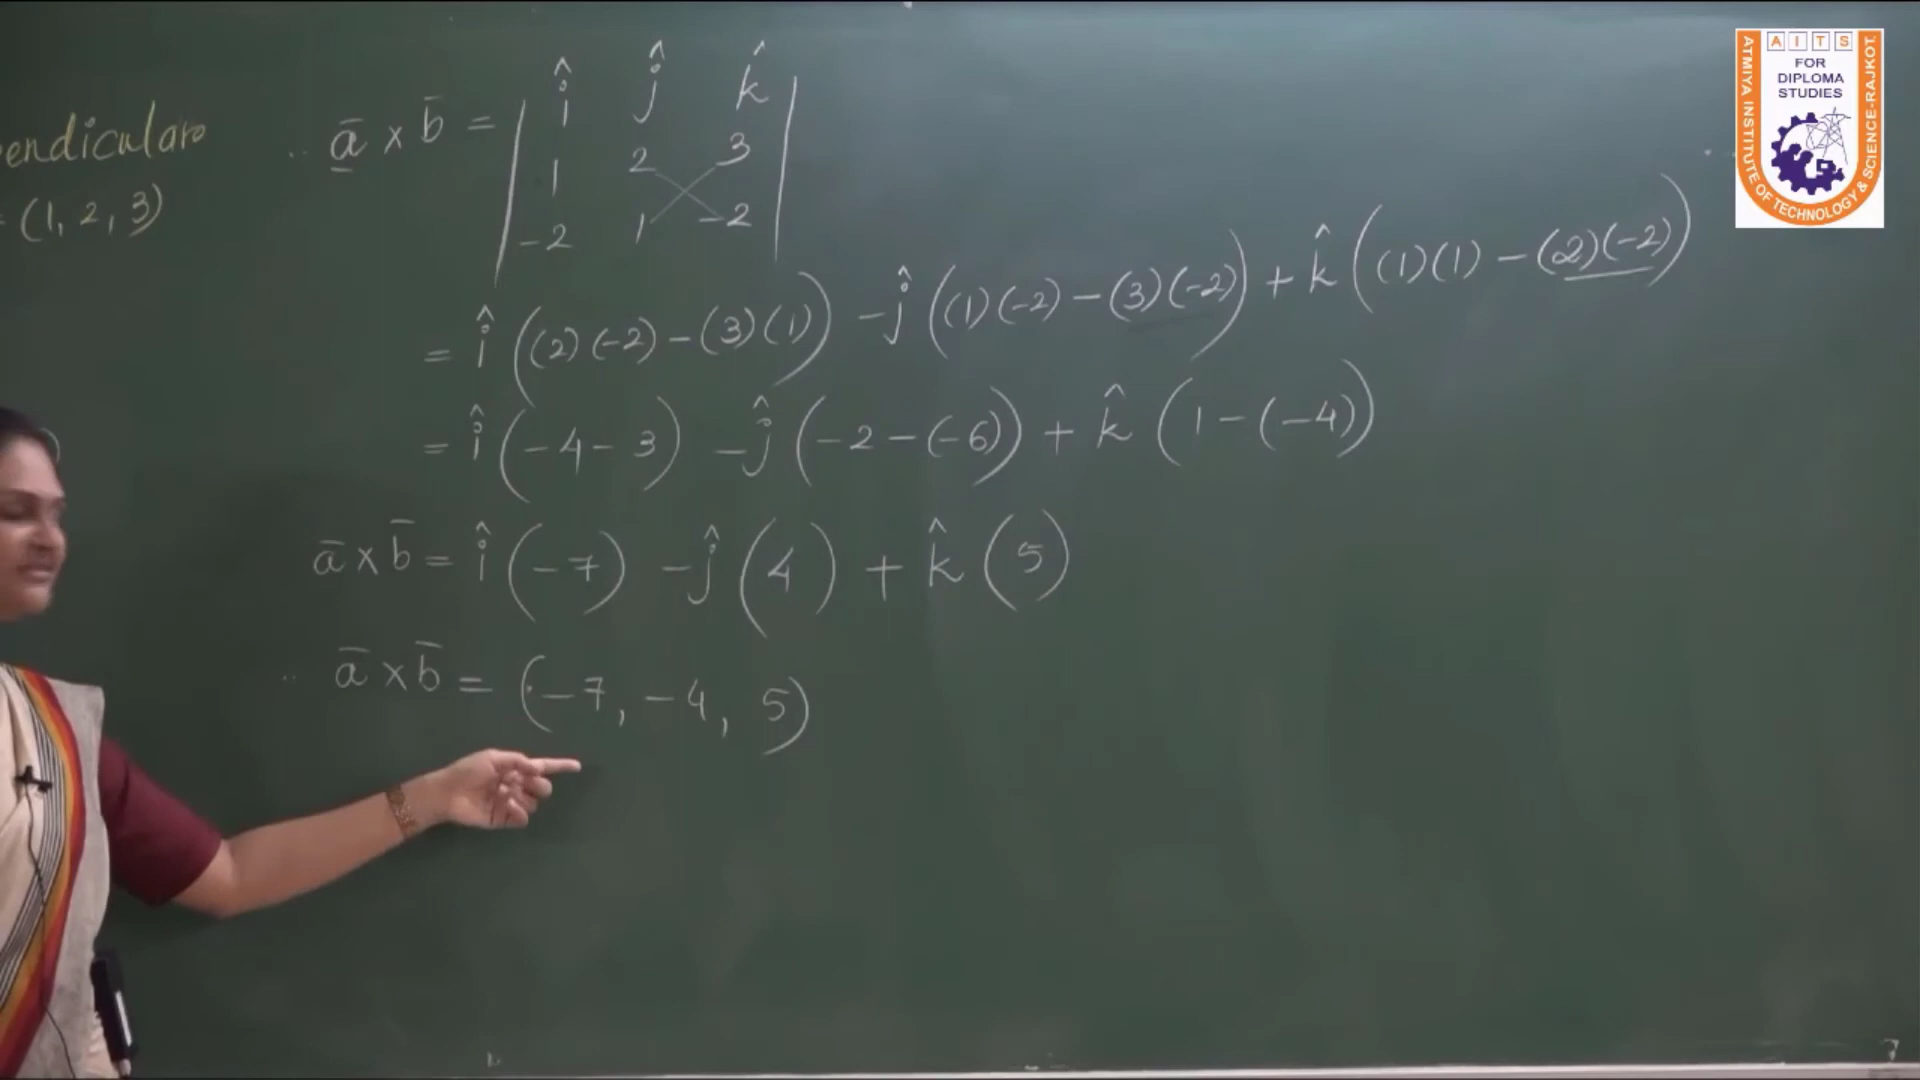 endicular
= (1, 2, 3)
∴ a̅ × b̅ = | î ĵ k̂ |
| 1 2 3 |
| -2 1 -2 |
= î ((2)(-2) - (3)(1)) - ĵ ((1)(-2) - (3)(-2)) + k̂ ((1)(1) - (2)(-2))
= î (-4 - 3) - ĵ (-2 - (-6)) + k̂ (1 - (-4))
a̅ × b̅ = î (-7) - ĵ (4) + k̂ (5)
∴ a̅ × b̅ = (-7, -4, 5)
AITS
FOR
DIPLOMA
STUDIES
ATMIYA INSTITUTE OF TECHNOLOGY & SCIENCE-RAJKOT.